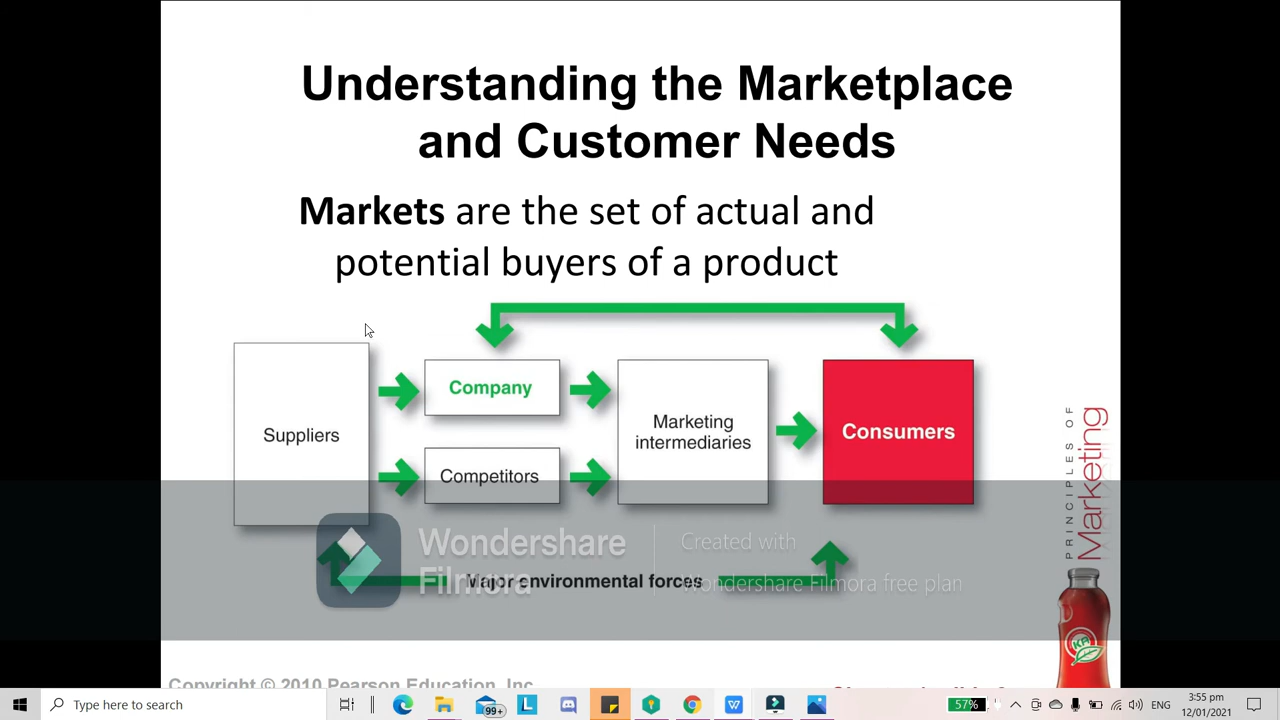 Understanding the Marketplace
and Customer Needs
Markets are the set of actual and
potential buyers of a product
Suppliers
Company
Competitors
Marketing
intermediaries
Consumers
PRINCIPLES OF
Marketing
Wondershare
Filmora
Created with
Wondershare Filmora free plan
Major environmental forces
KA
Copyright © 2010 Pearson Education, Inc
Type here to search
99+
L
W
57%
ENG
3:55 pm
12/01/2021